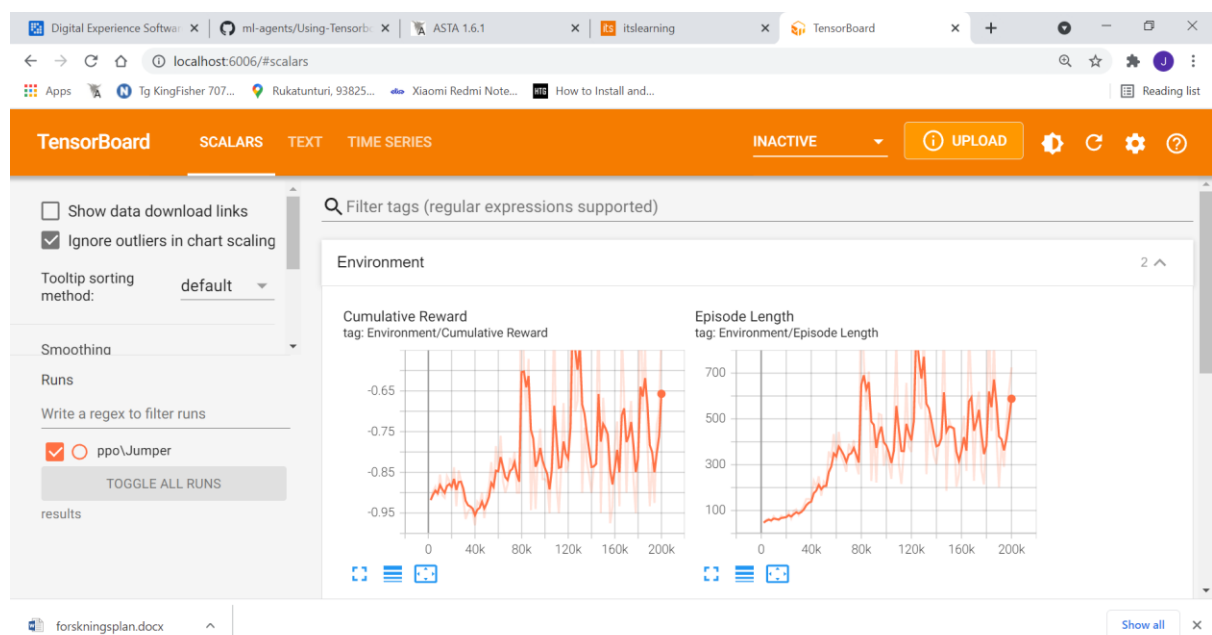 Digital Experience Softwar
ml-agents/Using-Tensorbo
ASTA 1.6.1
its itslearning
TensorBoard
localhost:6006/#scalars
J
Apps
N Tg KingFisher 707...
Rukatunturi, 93825...
Xiaomi Redmi Note...
HTG How to Install and...
Reading list
TensorBoard
SCALARS
TEXT
TIME SERIES
INACTIVE
UPLOAD
Show data download links
Ignore outliers in chart scaling
Tooltip sorting
method:
default
Smoothing
Runs
Write a regex to filter runs
ppo\Jumper
TOGGLE ALL RUNS
results
Filter tags (regular expressions supported)
Environment
2
Cumulative Reward
tag: Environment/Cumulative Reward
-0.65
-0.75
-0.85
-0.95
0 40k 80k 120k 160k 200k
Episode Length
tag: Environment/Episode Length
700
500
300
100
0 40k 80k 120k 160k 200k
forskningsplan.docx
Show all